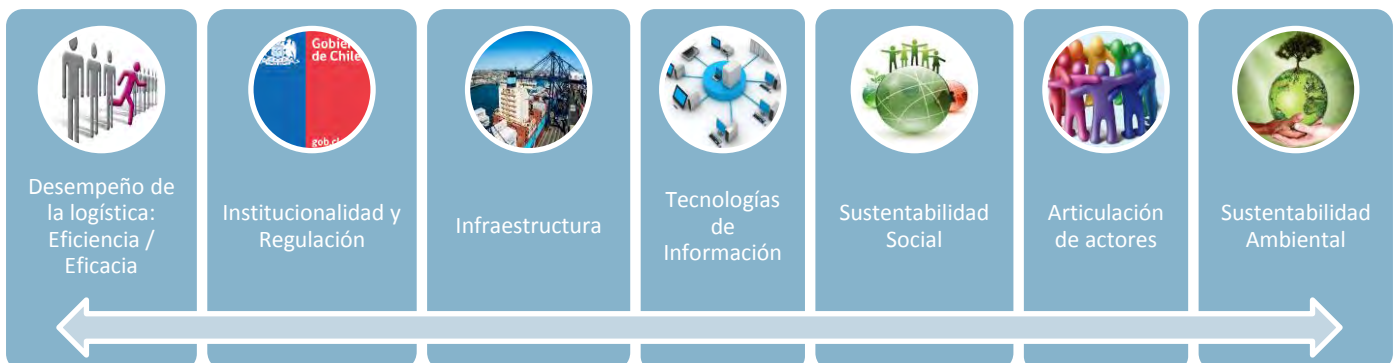 Gobierno
de Chile
gob.cl
Desempeño de
la logística:
Eficiencia /
Eficacia
Institucionalidad y
Regulación
Infraestructura
Tecnologías
de
Información
Sustentabilidad
Social
Articulación
de actores
Sustentabilidad
Ambiental